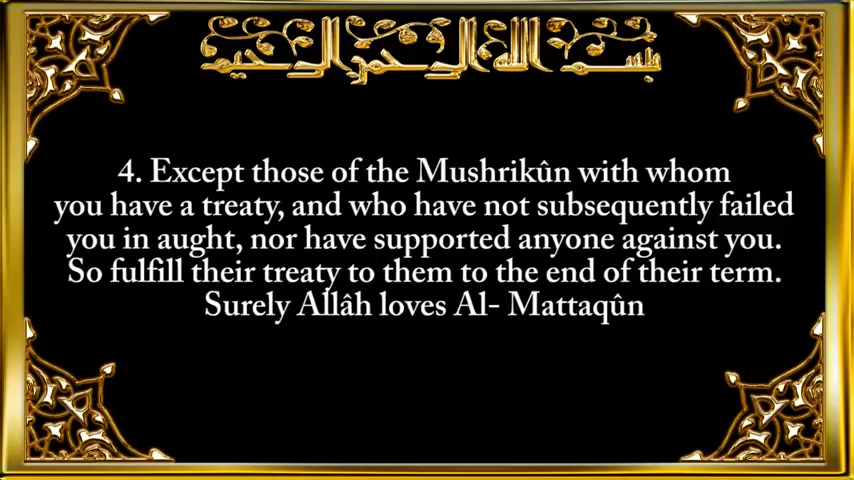 بسم الله الرحمن الرحيم
4. Except those of the Mushrikûn with whom
you have a treaty, and who have not subsequently failed
you in aught, nor have supported anyone against you.
So fulfill their treaty to them to the end of their term.
Surely Allâh loves Al- Mattaqûn